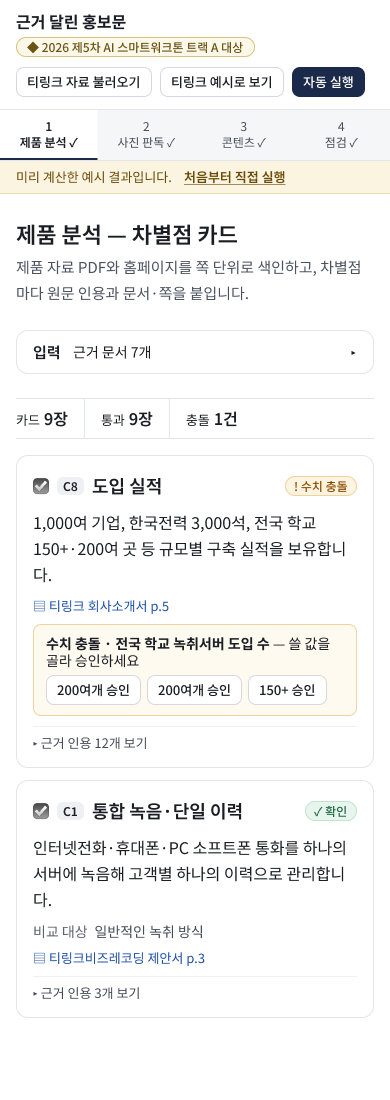 근거 달린 홍보문
◆ 2026 제5차 AI 스마트워크톤 트랙 A 대상
티링크 자료 불러오기
티링크 예시로 보기
자동 실행
1
제품 분석 ✓
2
사진 판독 ✓
3
콘텐츠 ✓
4
점검 ✓
미리 계산한 예시 결과입니다. 처음부터 직접 실행
제품 분석 — 차별점 카드
제품 자료 PDF와 홈페이지를 쪽 단위로 색인하고, 차별점
마다 원문 인용과 문서·쪽을 붙입니다.
입력 근거 문서 7개 ▸
카드 9장 통과 9장 충돌 1건
C8 도입 실적 ! 수치 충돌
1,000여 기업, 한국전력 3,000석, 전국 학교
150+·200여 곳 등 규모별 구축 실적을 보유합니
다.
▤ 티링크 회사소개서 p.5
수치 충돌 · 전국 학교 녹취서버 도입 수 — 쓸 값을
골라 승인하세요
200여개 승인
200여개 승인
150+ 승인
▸ 근거 인용 12개 보기
C1 통합 녹음·단일 이력 ✓ 확인
인터넷전화·휴대폰·PC 소프트폰 통화를 하나의
서버에 녹음해 고객별 하나의 이력으로 관리합니
다.
비교 대상 일반적인 녹취 방식
▤ 티링크비즈레코딩 제안서 p.3
▸ 근거 인용 3개 보기